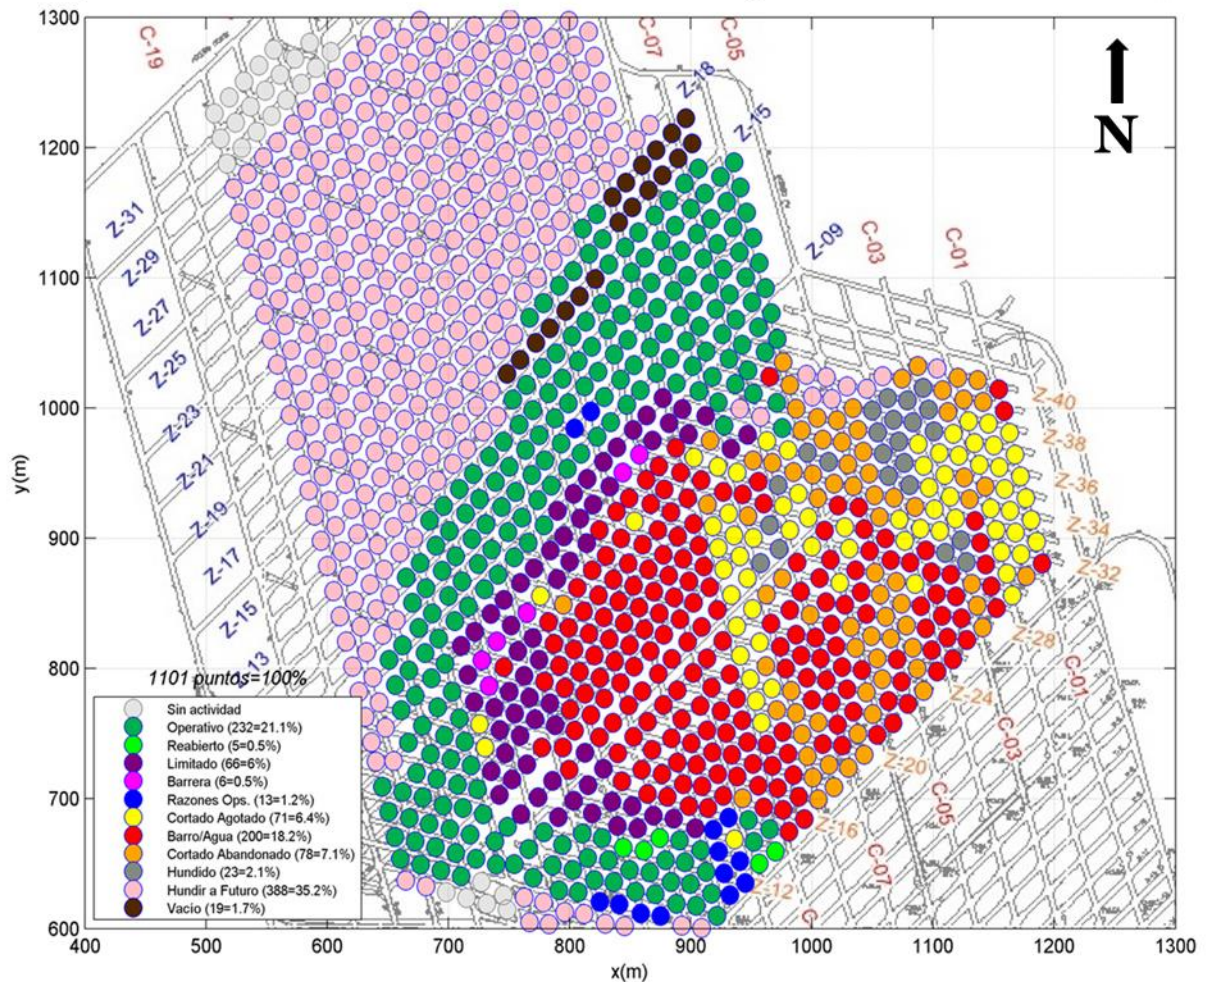 1300
1200
1100
1000
900
800
700
600
400
500
600
700
800
900
1000
1100
1200
1300
x(m)
y(m)
N
C-19
C-07
C-05
Z-18
Z-15
Z-09
C-03
C-01
Z-31
Z-29
Z-27
Z-25
Z-23
Z-21
Z-19
Z-17
Z-15
Z-13
Z-40
Z-38
Z-36
Z-34
Z-32
Z-28
Z-24
Z-20
Z-16
Z-12
C-01
C-03
C-05
C-07
1101 puntos=100%
Sin actividad
Operativo (232=21.1%)
Reabierto (5=0.5%)
Limitado (66=6%)
Barrera (6=0.5%)
Razones Ops. (13=1.2%)
Cortado Agotado (71=6.4%)
Barro/Agua (200=18.2%)
Cortado Abandonado (78=7.1%)
Hundido (23=2.1%)
Hundir a Futuro (388=35.2%)
Vacio (19=1.7%)